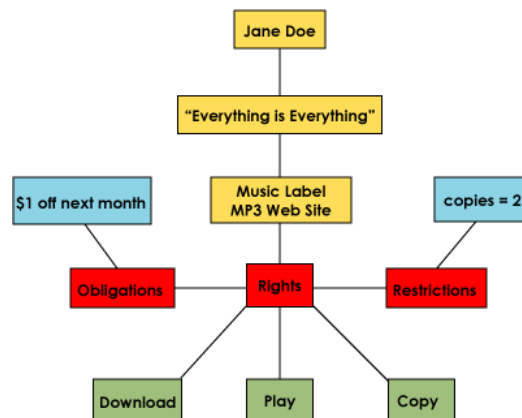 Jane Doe
“Everything is Everything”
$1 off next month
Music Label
MP3 Web Site
copies = 2
Obligations
Rights
Restrictions
Download
Play
Copy